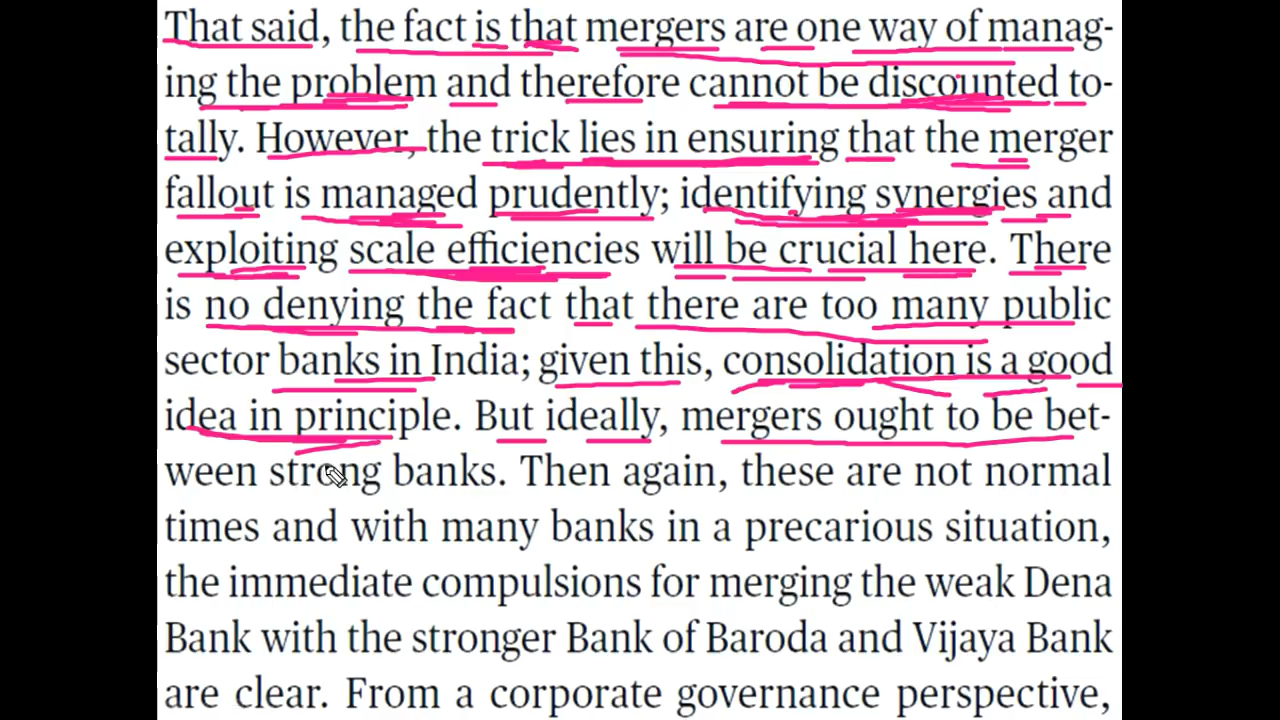 That said, the fact is that mergers are one way of manag-
ing the problem and therefore cannot be discounted to-
tally. However, the trick lies in ensuring that the merger
fallout is managed prudently; identifying synergies and
exploiting scale efficiencies will be crucial here. There
is no denying the fact that there are too many public
sector banks in India; given this, consolidation is a good
idea in principle. But ideally, mergers ought to be bet-
ween strong banks. Then again, these are not normal
times and with many banks in a precarious situation,
the immediate compulsions for merging the weak Dena
Bank with the stronger Bank of Baroda and Vijaya Bank
are clear. From a corporate governance perspective,